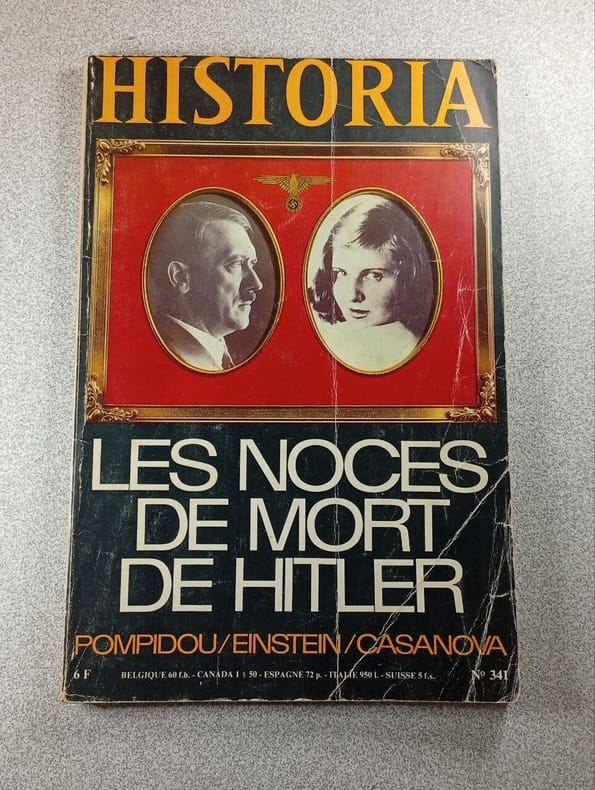 HISTORIA
LES NOCES
DE MORT
DE HITLER
POMPIDOU/EINSTEIN/CASANOVA
6 F BELGIQUE 60 f.b. - CANADA 1 $ 50 - ESPAGNE 72 p. - ITALIE 950 l. - SUISSE 5 f.s. Nº 341